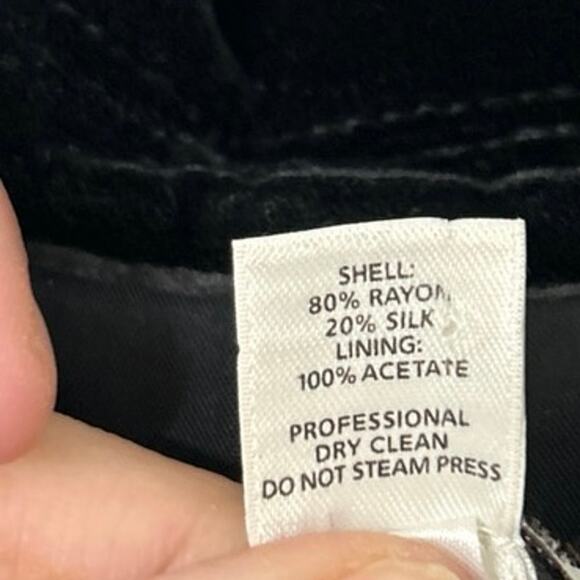 SHELL:
80% RAYON
20% SILK
LINING:
100% ACETATE
PROFESSIONAL
DRY CLEAN
DO NOT STEAM PRESS